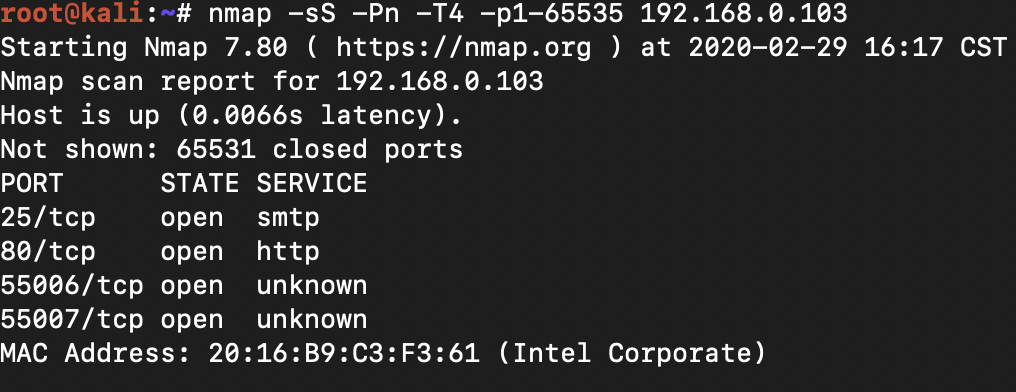 root@kali:~# nmap -sS -Pn -T4 -p1-65535 192.168.0.103
Starting Nmap 7.80 ( https://nmap.org ) at 2020-02-29 16:17 CST
Nmap scan report for 192.168.0.103
Host is up (0.0066s latency).
Not shown: 65531 closed ports
PORT      STATE SERVICE
25/tcp    open  smtp
80/tcp    open  http
55006/tcp open  unknown
55007/tcp open  unknown
MAC Address: 20:16:B9:C3:F3:61 (Intel Corporate)